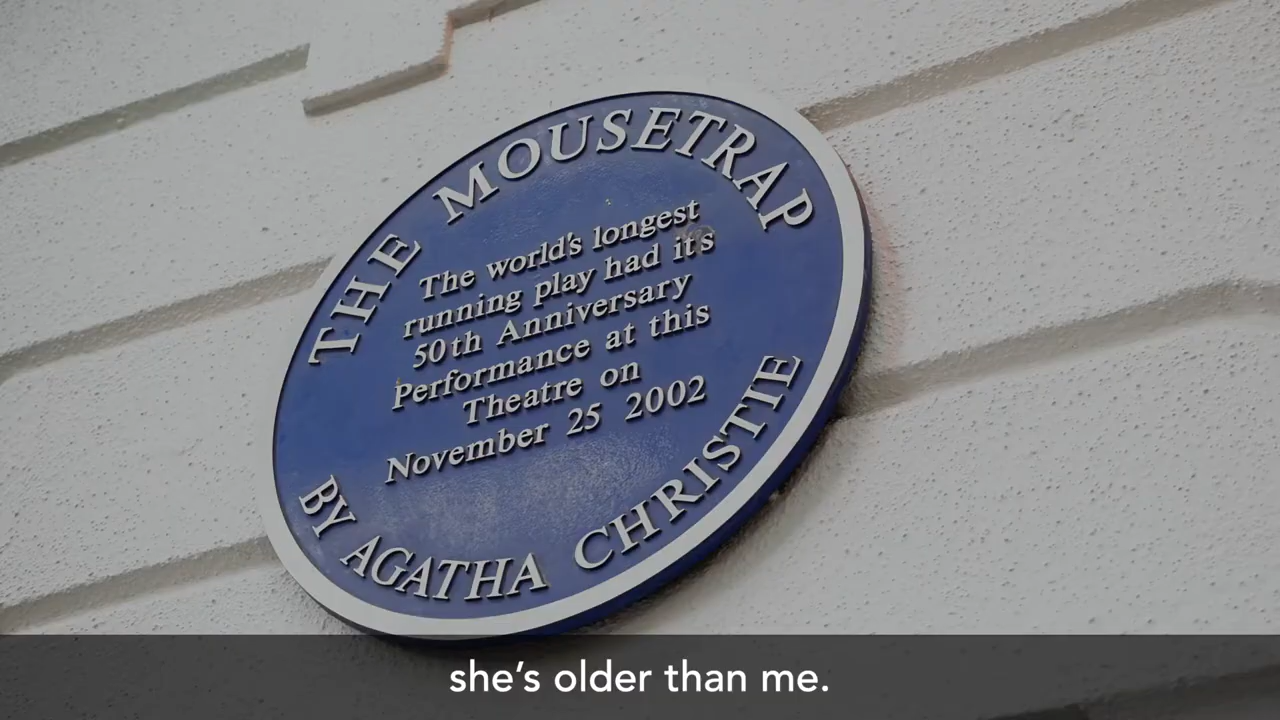 THE MOUSETRAP
The world's longest
running play had it's
50th Anniversary
Performance at this
Theatre on
November 25 2002
BY AGATHA CHRISTIE
she's older than me.